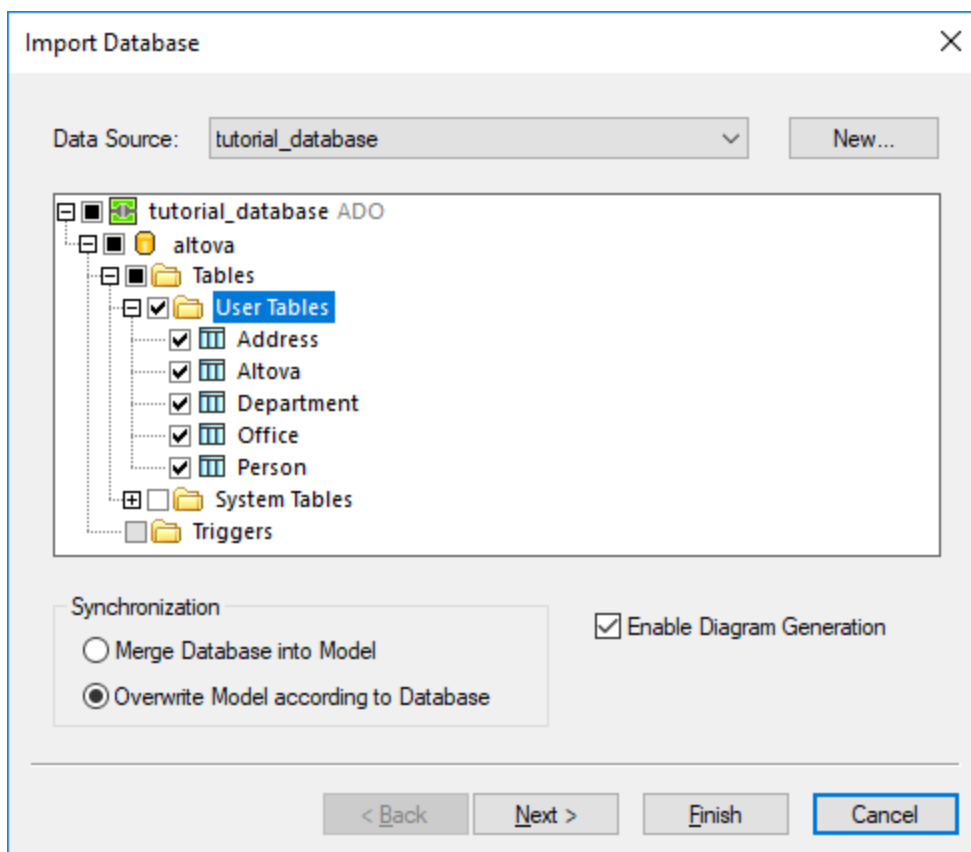 Import Database
Data Source: tutorial_database New...
tutorial_database ADO
altova
Tables
User Tables
Address
Altova
Department
Office
Person
System Tables
Triggers
Synchronization
Merge Database into Model
Overwrite Model according to Database
Enable Diagram Generation
< Back Next > Finish Cancel